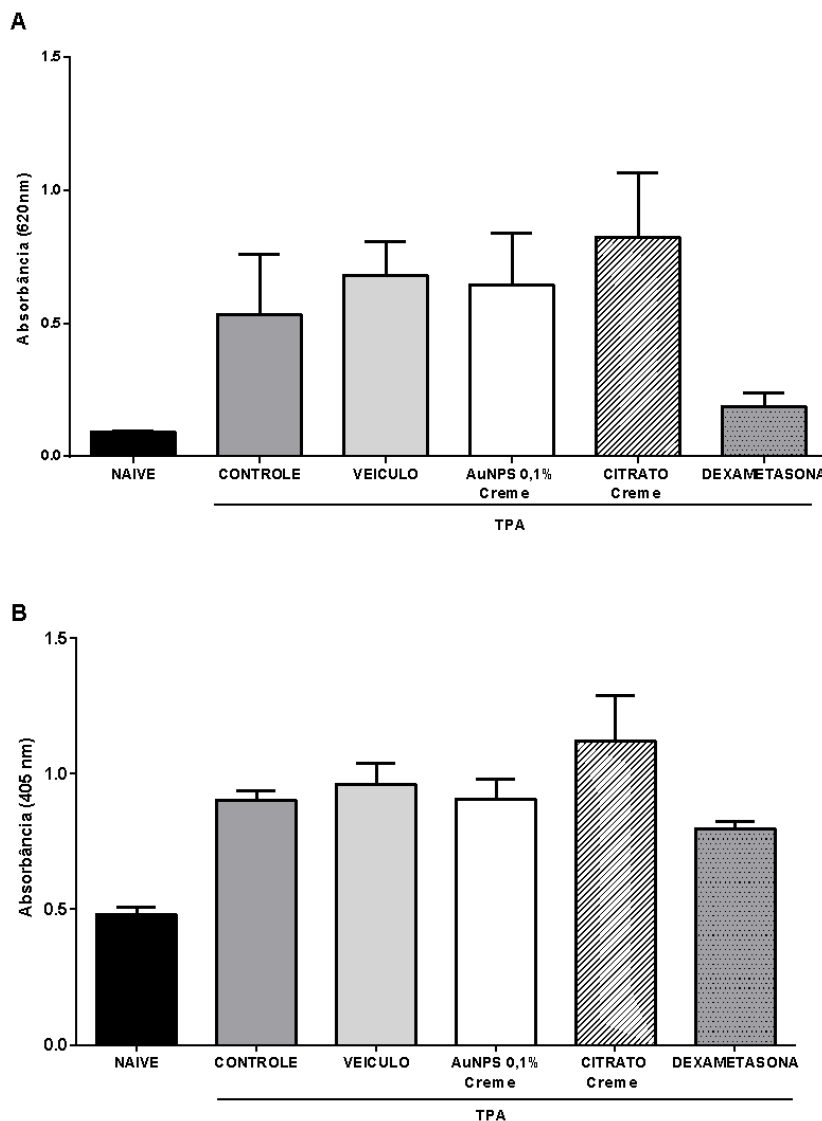 A
Absorbância (620nm)
1.5
1.0
0.5
0.0
NAIVE CONTROLE VEICULO AuNPS 0,1% CITRATO DEXAMETASONA
Creme Creme
TPA
B
Absorbância (405 nm)
1.5
1.0
0.5
0.0
NAIVE CONTROLE VEICULO AuNPS 0,1% CITRATO DEXAMETASONA
Creme Creme
TPA